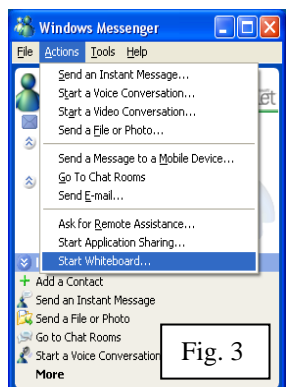 Windows Messenger
File Actions Tools Help
Send an Instant Message...
Start a Voice Conversation...
Start a Video Conversation...
Send a File or Photo...
Send a Message to a Mobile Device...
Go To Chat Rooms
Send E-mail...
Ask for Remote Assistance...
Start Application Sharing...
Start Whiteboard...
Add a Contact
Send an Instant Message
Send a File or Photo
Go to Chat Rooms
Start a Voice Conversation
More
Fig. 3